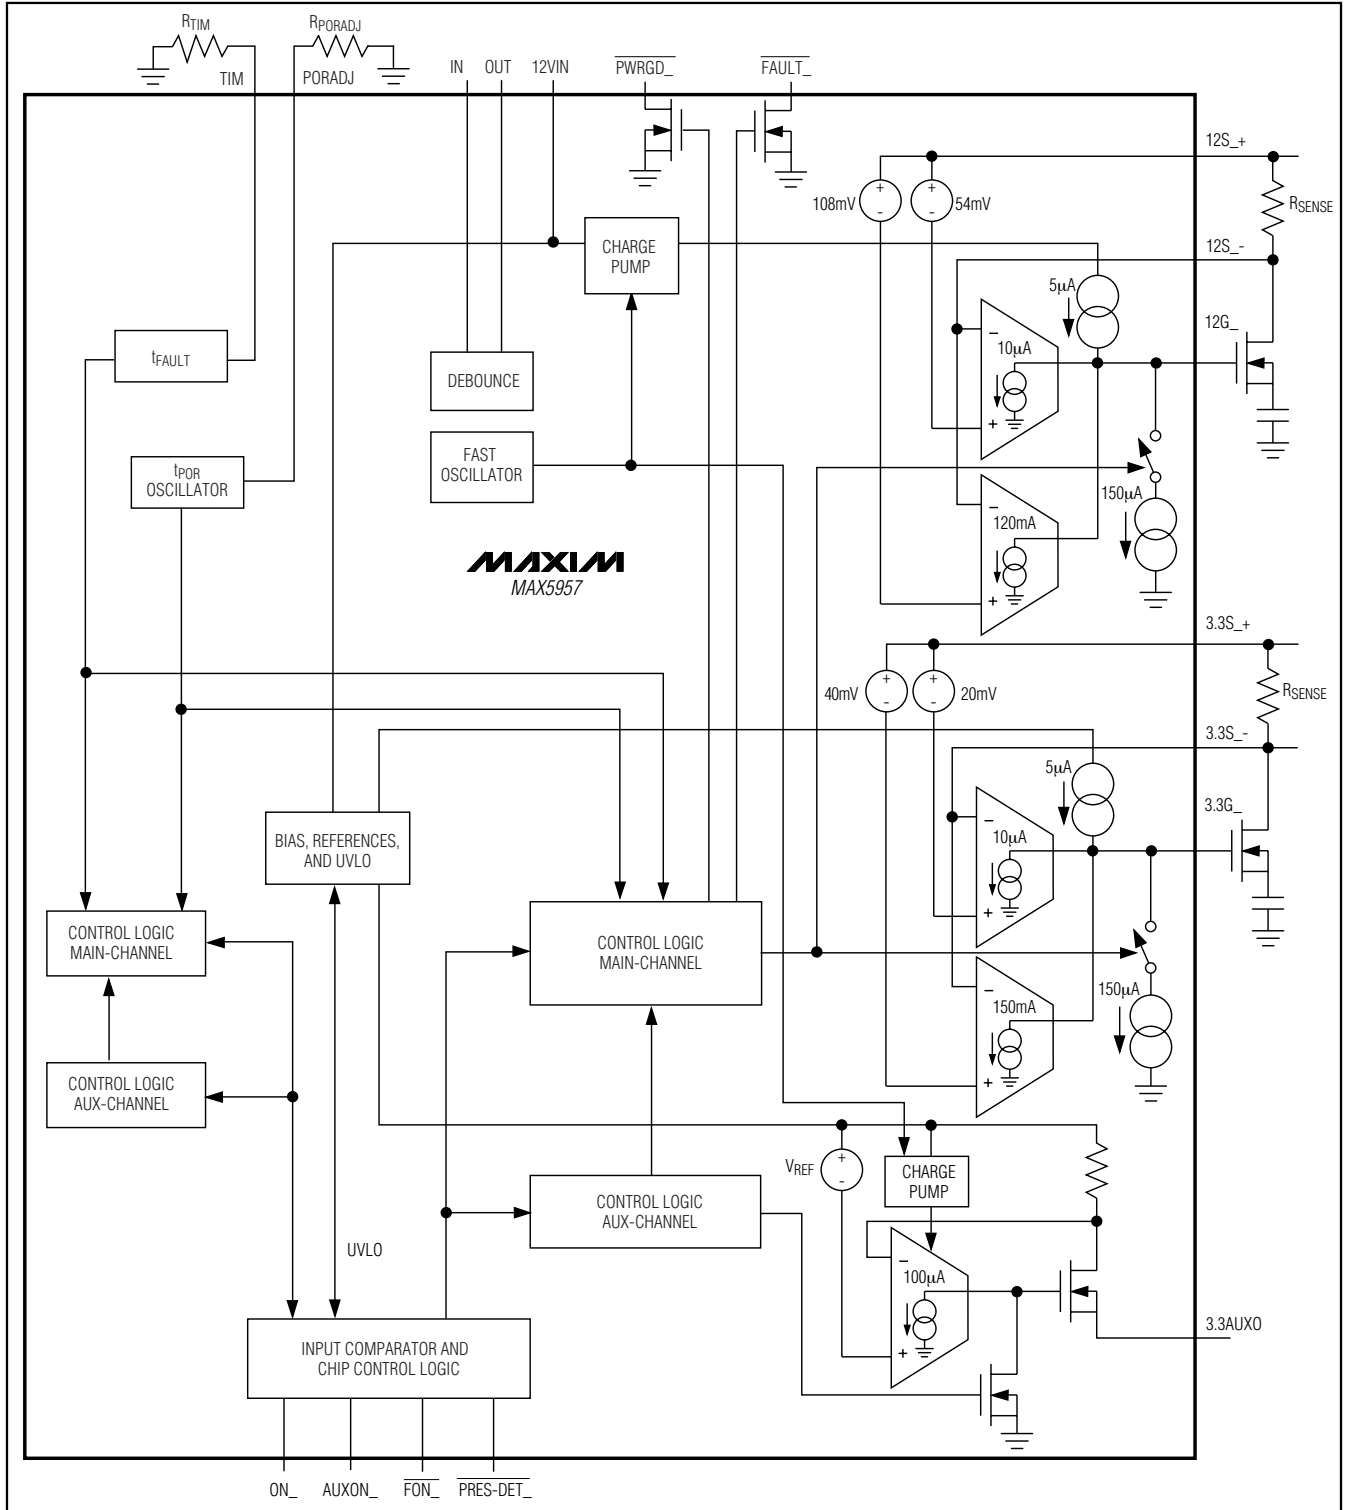 RTIM
RPORADJ
TIM
PORADJ
IN
OUT
12VIN
PWRGD_
FAULT_
12S_+
108mV
+
-
+
-
54mV
RSENSE
CHARGE
PUMP
12S_-
5µA
tFAULT
DEBOUNCE
-
10µA
+
12G_
tPOR
OSCILLATOR
FAST
OSCILLATOR
150µA
-
120mA
+
MAXIM
MAX5957
3.3S_+
40mV
+
-
+
-
20mV
RSENSE
3.3S_-
5µA
BIAS, REFERENCES,
AND UVLO
-
10µA
+
3.3G_
CONTROL LOGIC
MAIN-CHANNEL
CONTROL LOGIC
MAIN-CHANNEL
150µA
-
150mA
+
CONTROL LOGIC
AUX-CHANNEL
VREF
+
-
CHARGE
PUMP
CONTROL LOGIC
AUX-CHANNEL
UVLO
-
100µA
+
3.3AUXO
INPUT COMPARATOR AND
CHIP CONTROL LOGIC
ON_
AUXON_
FON_
PRES-DET_